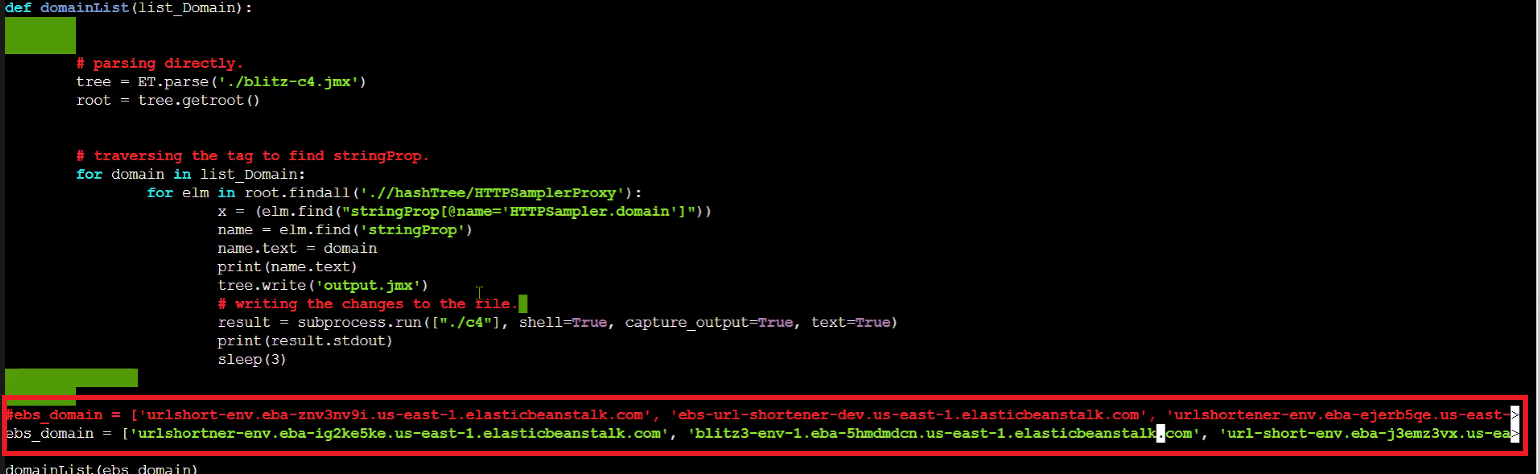 def domainList(list_Domain):
# parsing directly.
tree = ET.parse('./blitz-c4.jmx')
root = tree.getroot()
# traversing the tag to find stringProp.
for domain in list_Domain:
for elm in root.findall('.//hashTree/HTTPSamplerProxy'):
x = (elm.find("stringProp[@name='HTTPSampler.domain']"))
name = elm.find('stringProp')
name.text = domain
print(name.text)
tree.write('output.jmx')
# writing the changes to the file.
result = subprocess.run(["./c4"], shell=True, capture_output=True, text=True)
print(result.stdout)
sleep(3)
#ebs_domain = ['urlshort-env.eba-znv3nv9i.us-east-1.elasticbeanstalk.com', 'ebs-url-shortener-dev.us-east-1.elasticbeanstalk.com', 'urlshortener-env.eba-ejerb5qe.us-east->
ebs_domain = ['urlshortner-env.eba-ig2ke5ke.us-east-1.elasticbeanstalk.com', 'blitz3-env-1.eba-5hmdmdcn.us-east-1.elasticbeanstalk.com', 'url-short-env.eba-j3emz3vx.us-ea>
domainList(ebs_domain)